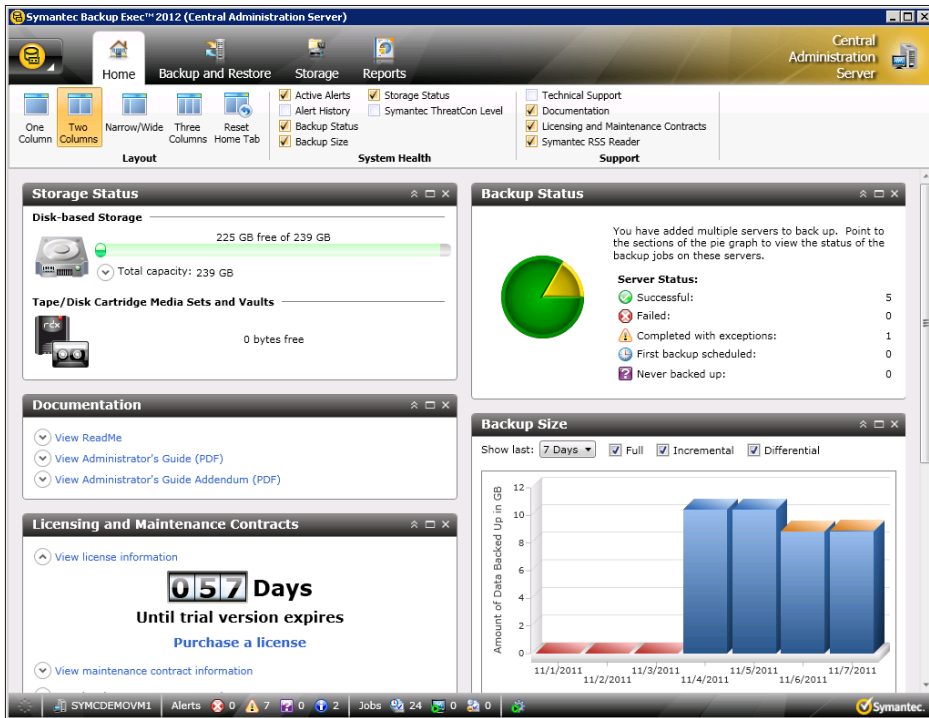 Symantec Backup Exec™ 2012 (Central Administration Server)
Home
Backup and Restore
Storage
Reports
Central
Administration
Server
One
Column
Two
Columns
Narrow/Wide
Three
Columns
Reset
Home Tab
Layout
Active Alerts
Alert History
Backup Status
Backup Size
Storage Status
Symantec ThreatCon Level
System Health
Technical Support
Documentation
Licensing and Maintenance Contracts
Symantec RSS Reader
Support
Storage Status
Disk-based Storage
225 GB free of 239 GB
Total capacity: 239 GB
Tape/Disk Cartridge Media Sets and Vaults
rdx
0 bytes free
Documentation
View ReadMe
View Administrator's Guide (PDF)
View Administrator's Guide Addendum (PDF)
Licensing and Maintenance Contracts
View license information
057 Days
Until trial version expires
Purchase a license
View maintenance contract information
Backup Status
You have added multiple servers to back up. Point to
the sections of the pie graph to view the status of the
backup jobs on these servers.
Server Status:
Successful: 5
Failed: 0
Completed with exceptions: 1
First backup scheduled: 0
Never backed up: 0
Backup Size
Show last: 7 Days Full Incremental Differential
Amount of Data Backed Up in GB
12
10
8
6
4
2
0
11/1/2011
11/2/2011
11/3/2011
11/4/2011
11/5/2011
11/6/2011
11/7/2011
SYMCDEMOVM1 Alerts 0 7 0 2 Jobs 24 0 0
Symantec.